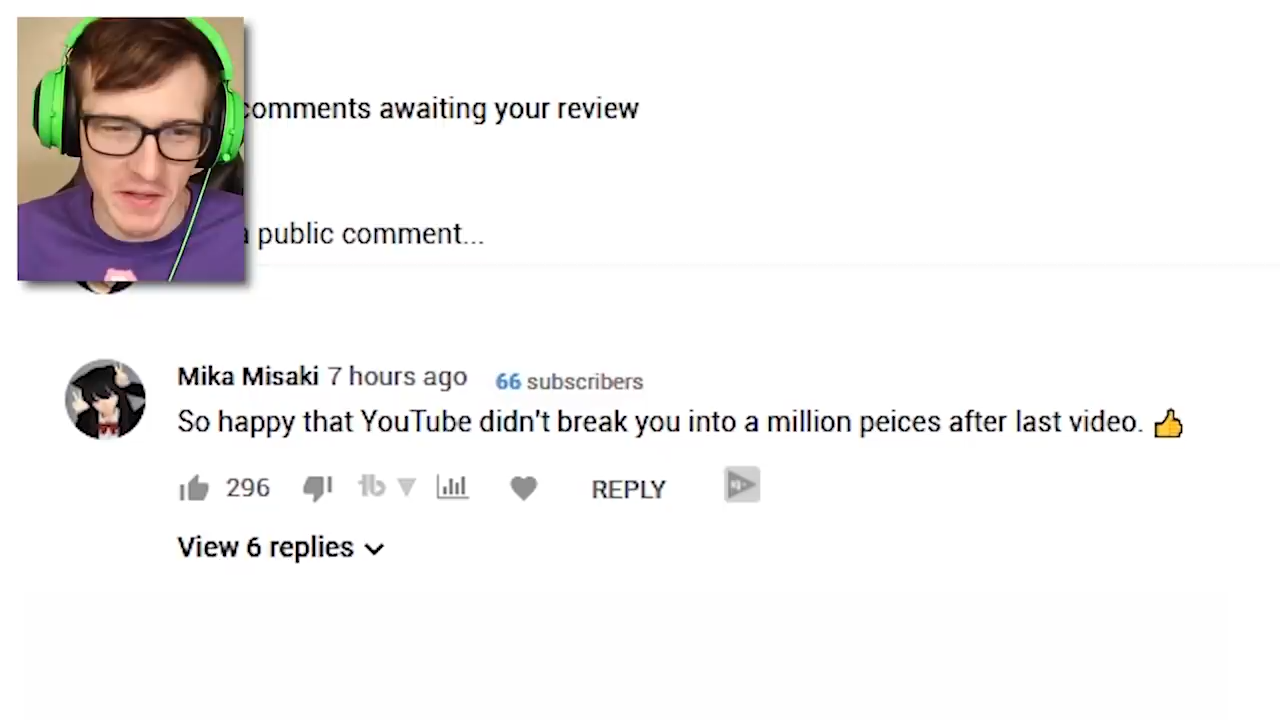 comments awaiting your review
public comment...
Mika Misaki 7 hours ago 66 subscribers
So happy that YouTube didn't break you into a million peices after last video. 👍
296 REPLY
View 6 replies